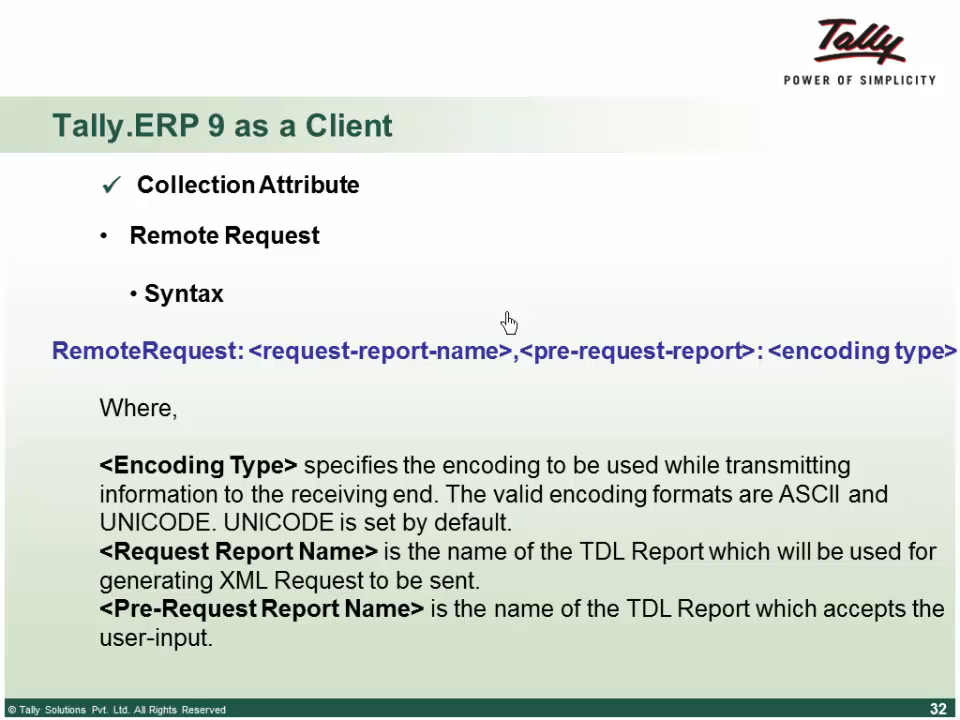 Tally
POWER OF SIMPLICITY
Tally.ERP 9 as a Client
✓ Collection Attribute
• Remote Request
• Syntax
RemoteRequest: <request-report-name>,<pre-request-report>: <encoding type>
Where,
<Encoding Type> specifies the encoding to be used while transmitting
information to the receiving end. The valid encoding formats are ASCII and
UNICODE. UNICODE is set by default.
<Request Report Name> is the name of the TDL Report which will be used for
generating XML Request to be sent.
<Pre-Request Report Name> is the name of the TDL Report which accepts the
user-input.
© Tally Solutions Pvt. Ltd. All Rights Reserved
32